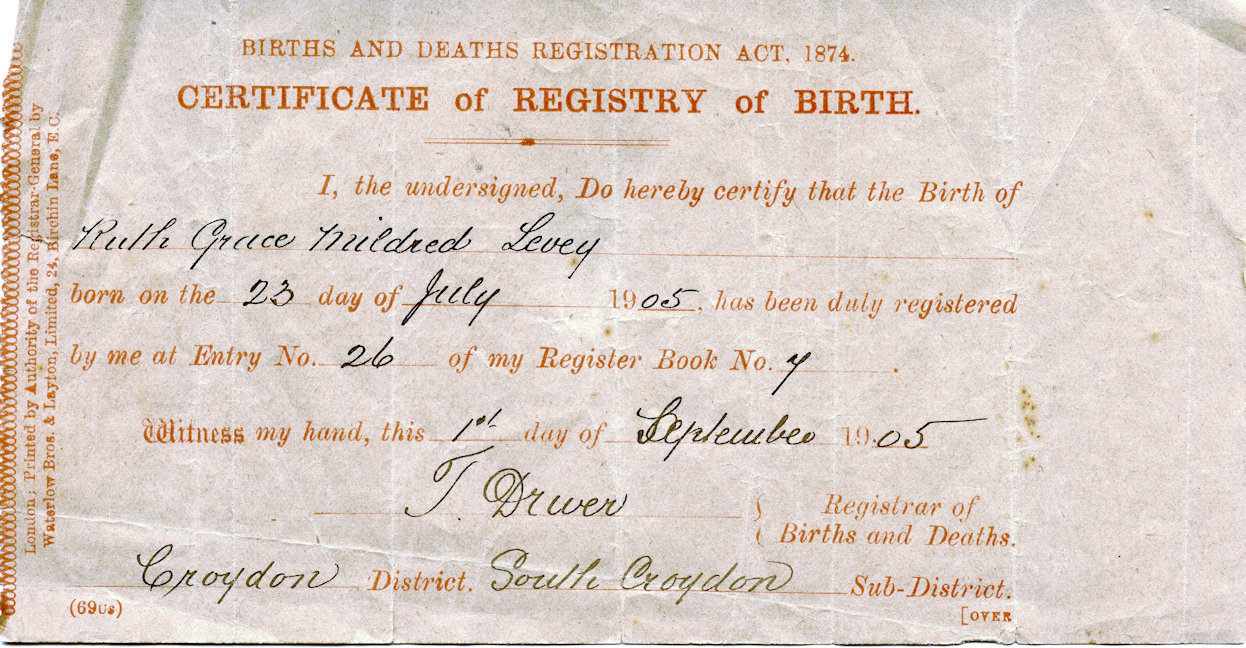 BIRTHS AND DEATHS REGISTRATION ACT, 1874.
CERTIFICATE of REGISTRY of BIRTH.
I, the undersigned, Do hereby certify that the Birth of
Ruth Grace Mildred Levey
born on the 23 day of July 1905, has been duly registered
by me at Entry No. 26 of my Register Book No. 7.
Witness my hand, this 1st day of September 1905
T. Driver
Registrar of
Births and Deaths.
Croydon District. South Croydon Sub-District.
[OVER
London: Printed by Authority of the Registrar-General by
Waterlow Bros. & Layton, Limited, 24, Birchin Lane, E.C.